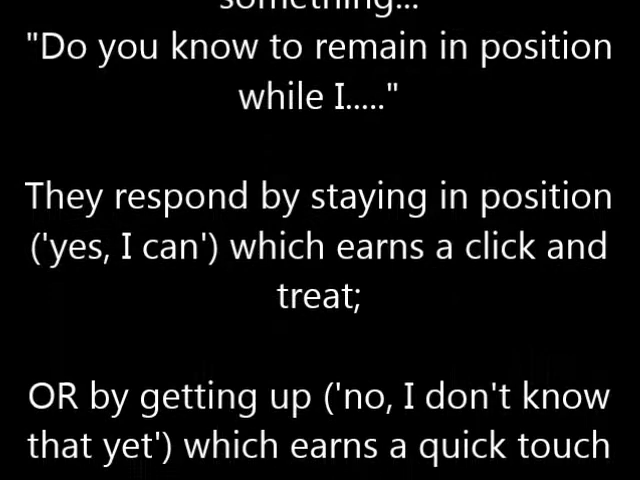 something...
"Do you know to remain in position
while I....."
They respond by staying in position
('yes, I can') which earns a click and
treat;
OR by getting up ('no, I don't know
that yet') which earns a quick touch